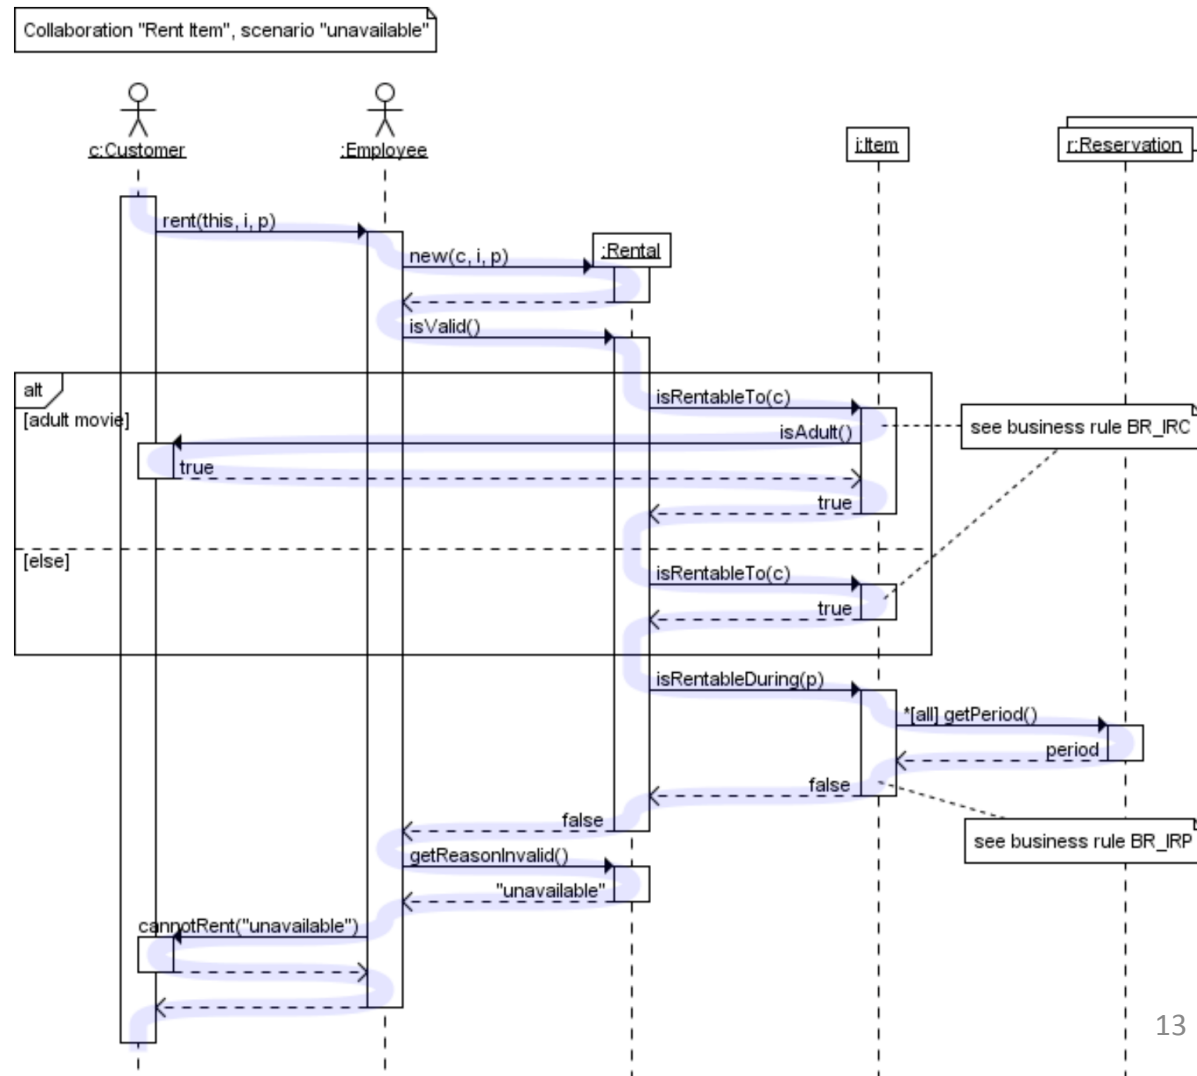 Collaboration "Rent Item", scenario "unavailable"
c:Customer
:Employee
i:Item
r:Reservation
rent(this, i, p)
new(c, i, p)
:Rental
isValid()
alt
[adult movie]
isRentableTo(c)
isAdult()
see business rule BR_IRC
true
true
[else]
isRentableTo(c)
true
isRentableDuring(p)
*[all] getPeriod()
period
false
false
see business rule BR_IRP
getReasonInvalid()
"unavailable"
cannotRent("unavailable")
13